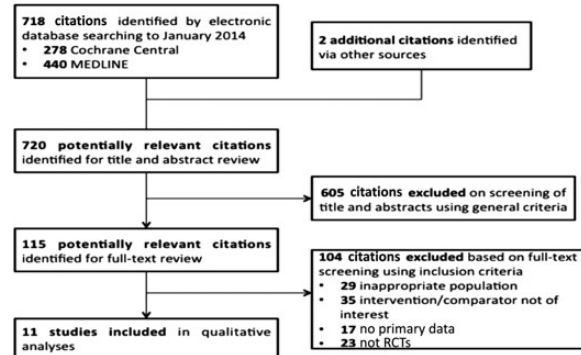 718 citations identified by electronic
database searching to January 2014
• 278 Cochrane Central
• 440 MEDLINE
2 additional citations identified
via other sources
720 potentially relevant citations
identified for title and abstract review
605 citations excluded on screening of
title and abstracts using general criteria
115 potentially relevant citations
identified for full-text review
104 citations excluded based on full-text
screening using inclusion criteria
• 29 inappropriate population
• 35 intervention/comparator not of
interest
• 17 no primary data
• 23 not RCTs
11 studies included in qualitative
analyses